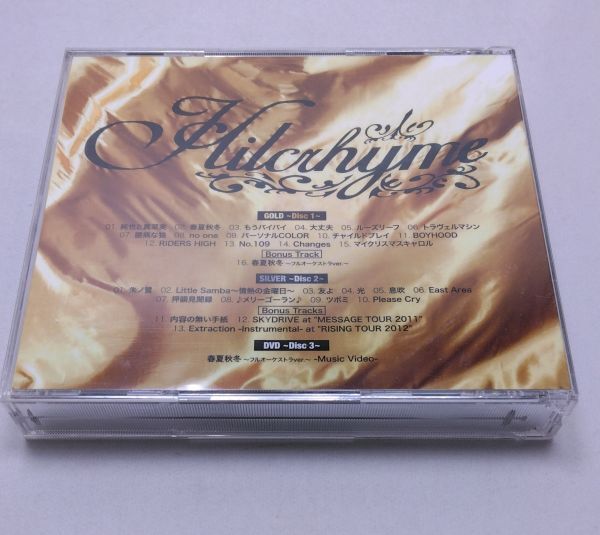 Hilcrhyme
GOLD ~Disc 1~
01. 純也と真菜実 02. 春夏秋冬 03. もうバイバイ 04. 大丈夫 05. ルーズリーフ 06. トラヴェルマシン
07. 臆病な狼 08. no one 09. パーソナルCOLOR 10. チャイルドプレイ 11. BOYHOOD
12. RIDERS HIGH 13. No.109 14. Changes 15. マイクリスマスキャロル
Bonus Track
16. 春夏秋冬 ~フルオーケストラver.~
SILVER ~Disc 2~
01. 朱ノ鷺 02. Little Samba~情熱の金曜日~ 03. 友よ 04. 光 05. 息吹 06. East Area
07. 押韻見聞録 08. ♪メリーゴーラン♪ 09. ツボミ 10. Please Cry
Bonus Tracks
11. 内容の無い手紙 12. SKYDRIVE at "MESSAGE TOUR 2011"
13. Extraction -Instrumental- at "RISING TOUR 2012"
DVD ~Disc 3~
春夏秋冬 ~フルオーケストラver.~ -Music Video-